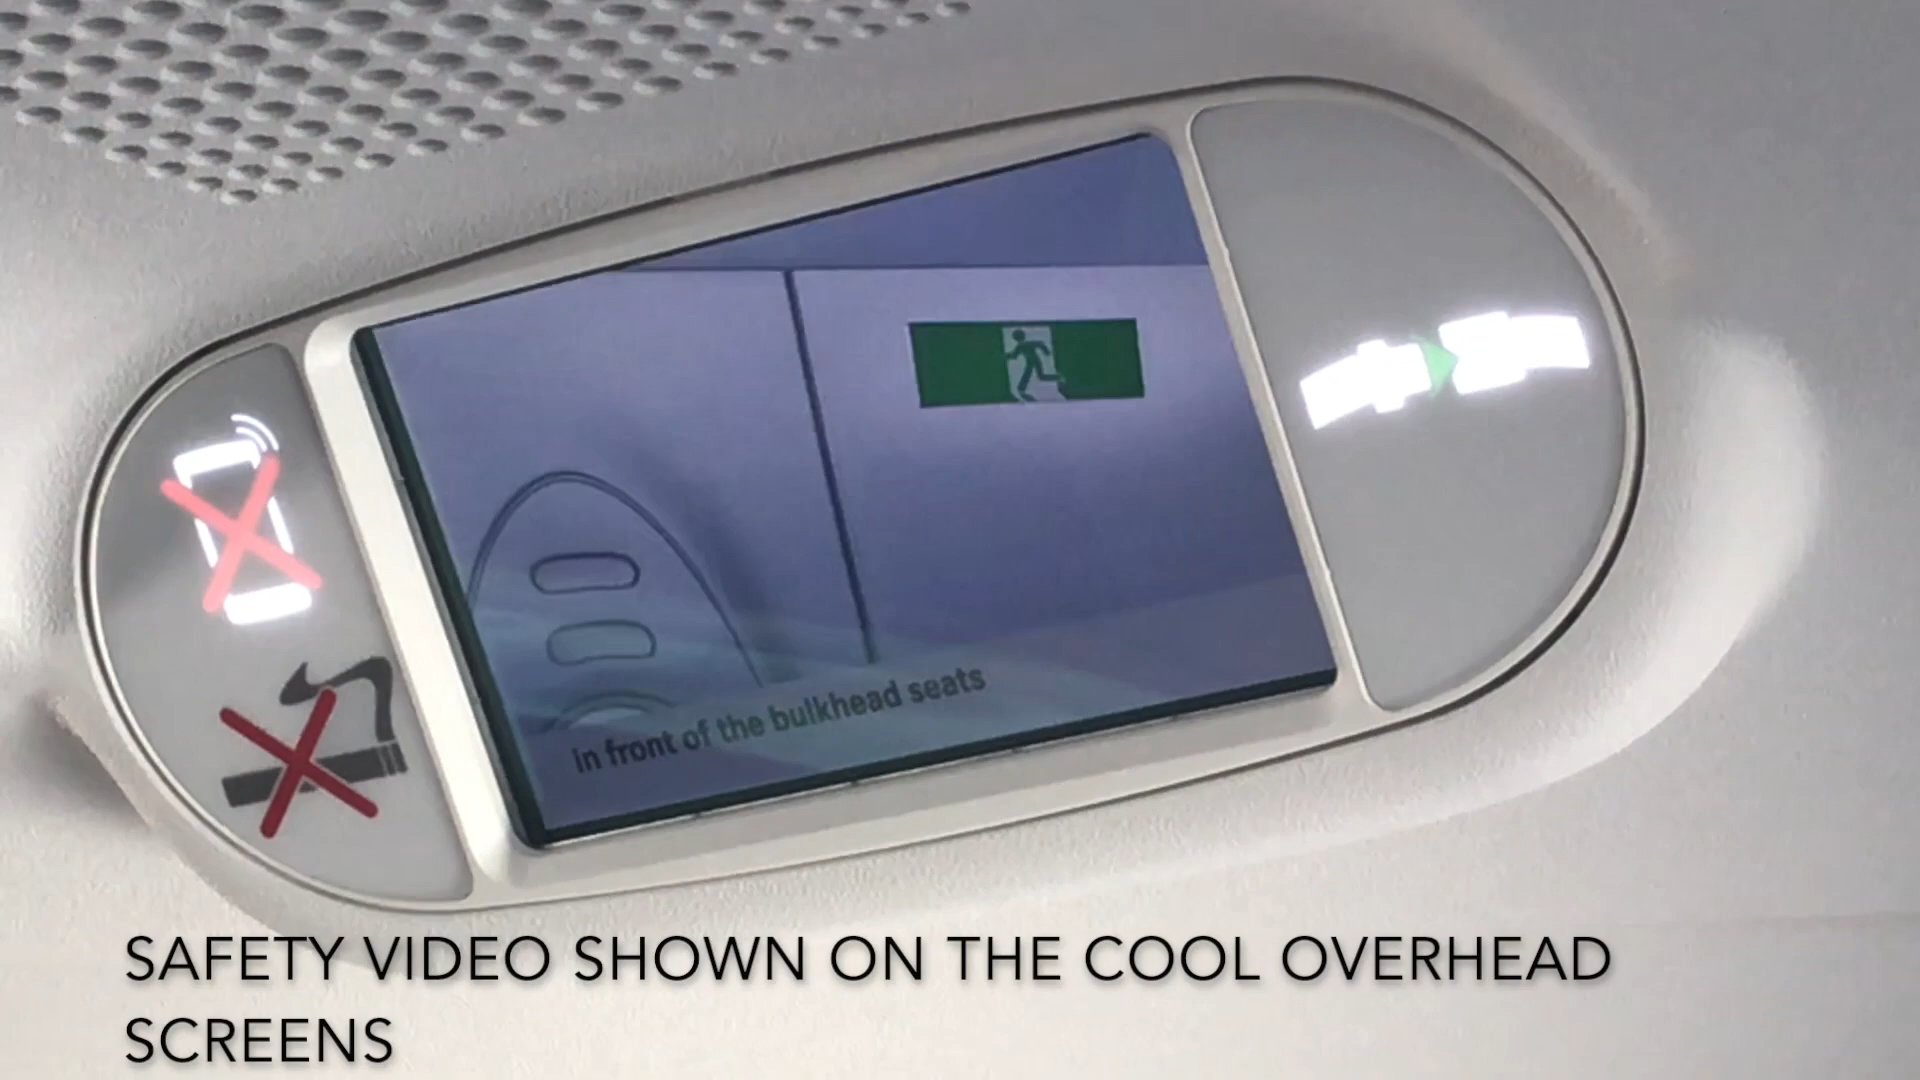 In front of the bulkhead seats
SAFETY VIDEO SHOWN ON THE COOL OVERHEAD
SCREENS